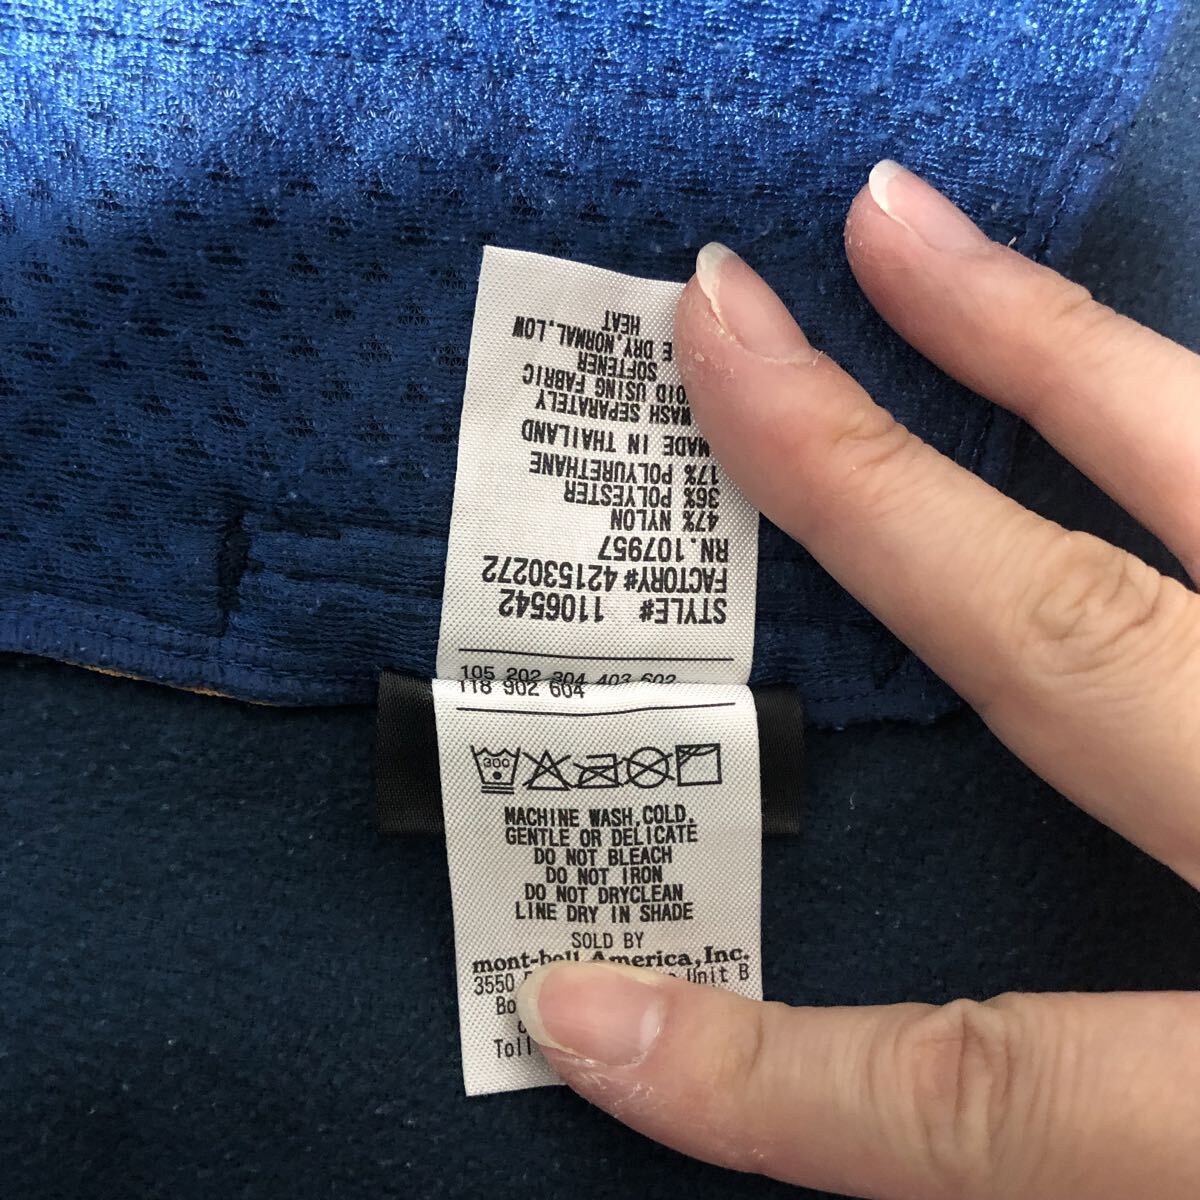 STYLE# 1106542
FACTORY# 421530272
RN.107957
47% NYLON
36% POLYESTER
17% POLYURETHANE
MADE IN THAILAND
WASH SEPARATELY
USING FABRIC
SOFTENER
DRY,NORMAL,LOW
HEAT
105 202 304 403 602
118 902 604
30C
MACHINE WASH,COLD,
GENTLE OR DELICATE
DO NOT BLEACH
DO NOT IRON
DO NOT DRYCLEAN
LINE DRY IN SHADE
SOLD BY
mont-bell America,Inc.
3550 Unit B
Toll